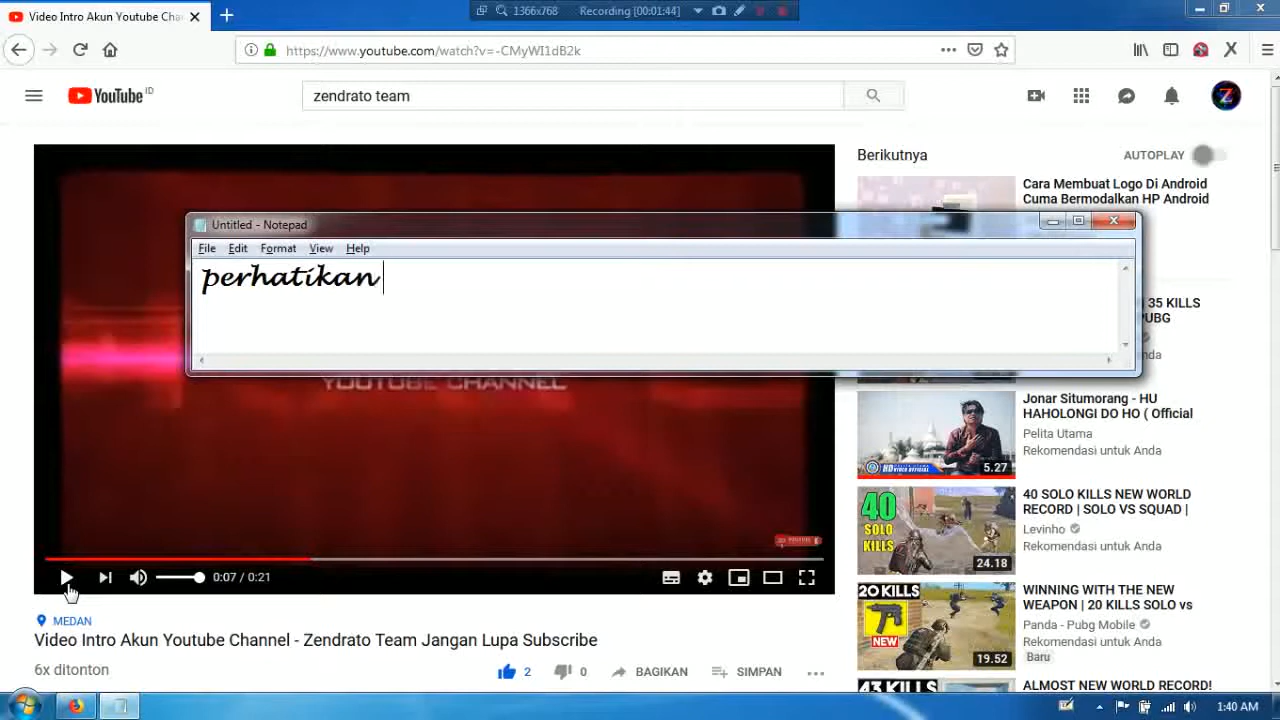 Video Intro Akun Youtube Cha
1366x768
Recording [00:01:44]
https://www.youtube.com/watch?v=-CMyWI1dB2k
YouTube ID
zendrato team
Z
YOUTUBE CHANNEL
Untitled - Notepad
File Edit Format View Help
perhatikan
0:07 / 0:21
MEDAN
Video Intro Akun Youtube Channel - Zendrato Team Jangan Lupa Subscribe
6x ditonton
2
0
BAGIKAN
SIMPAN
Berikutnya
AUTOPLAY
Cara Membuat Logo Di Android
Cuma Bermodalkan HP Android
35 KILLS
PUBG
Jonar Situmorang - HU
HAHOLONGI DO HO ( Official
Pelita Utama
Rekomendasi untuk Anda
5.27
40 SOLO KILLS NEW WORLD
RECORD | SOLO VS SQUAD |
Levinho
Rekomendasi untuk Anda
40
SOLO
KILLS
24.18
WINNING WITH THE NEW
WEAPON | 20 KILLS SOLO vs
Panda - Pubg Mobile
Rekomendasi untuk Anda
Baru
20 KILLS
NEW
19.52
ALMOST NEW WORLD RECORD!
43 KILLS
1:40 AM